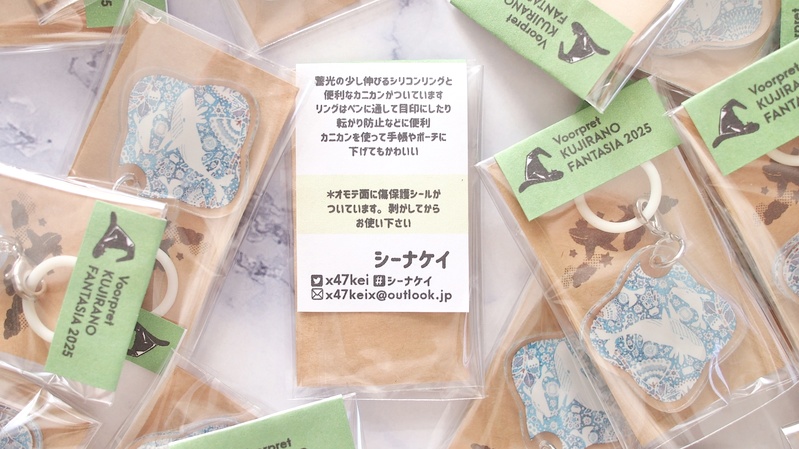 蓄光の少し伸びるシリコンリングと
便利なカニカンがついています
リングはペンに通して目印にしたり
転がり防止などに便利
カニカンを使って手帳やポーチに
下げてもかわいい
＊オモテ面に傷保護シールが
ついています。剥がしてから
お使い下さい
シーナケイ
x47kei #シーナケイ
x47keix@outlook.jp
Voorpret
KUJIRANO
FANTASIA 2025
Voorpret
KUJIRANO
FANTASIA 2025
Voorpret
KUJIRANO
FANTASIA 2025
Voorpret
KUJIRANO
FANTASIA
Voorpret